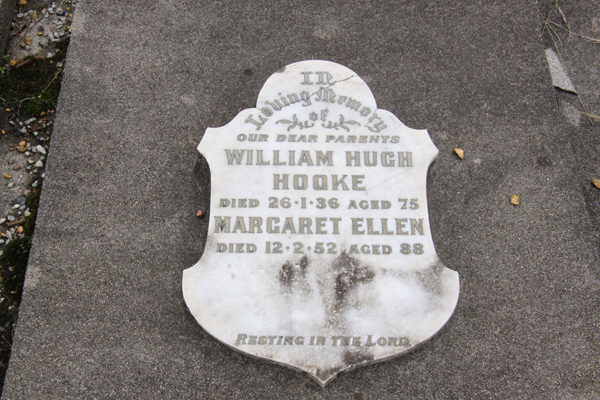 IN
Loving Memory
of
OUR DEAR PARENTS
WILLIAM HUGH
HOOKE
DIED 26·1·36 AGED 75
MARGARET ELLEN
DIED 12·2·52 AGED 88
RESTING IN THE LORD